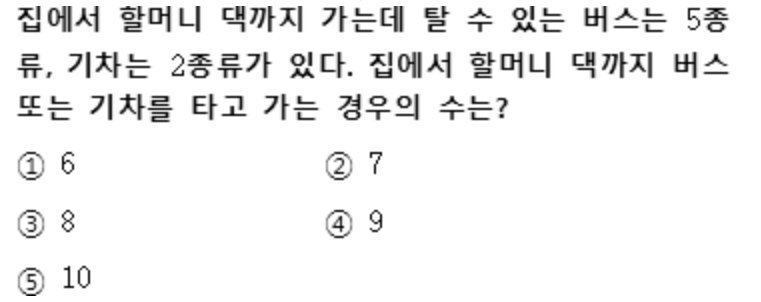 집에서 할머니 댁까지 가는데 탈 수 있는 버스는 5종
류, 기차는 2종류가 있다. 집에서 할머니 댁까지 버스
또는 기차를 타고 가는 경우의 수는?
① 6 ② 7
③ 8 ④ 9
⑤ 10